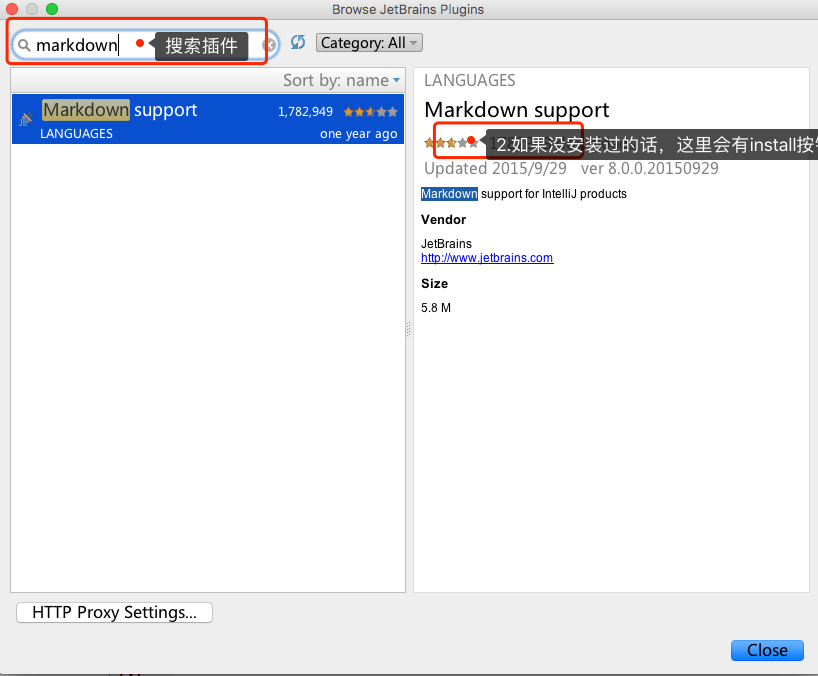 Browse JetBrains Plugins
markdown
搜索插件
Category: All
Sort by: name
Markdown support
1,782,949
LANGUAGES
one year ago
LANGUAGES
Markdown support
2.如果没安装过的话，这里会有install按
Updated 2015/9/29 ver 8.0.0.20150929
Markdown support for IntelliJ products
Vendor
JetBrains
http://www.jetbrains.com
Size
5.8 M
HTTP Proxy Settings...
Close